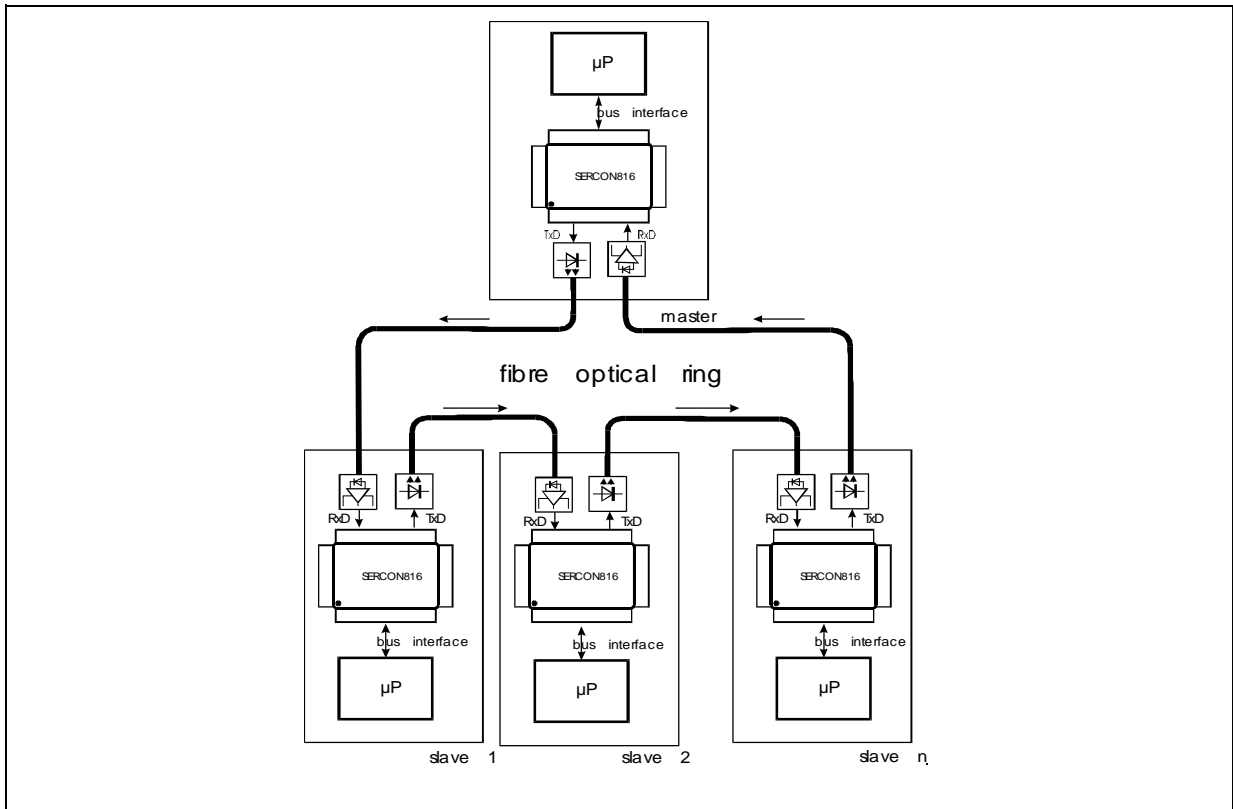 µP
bus interface
SERCON816
TxD RxD
master
fibre optical ring
RxD TxD
RxD TxD
RxD TxD
SERCON816
SERCON816
SERCON816
bus interface
bus interface
bus interface
µP
µP
µP
slave 1
slave 2
slave n